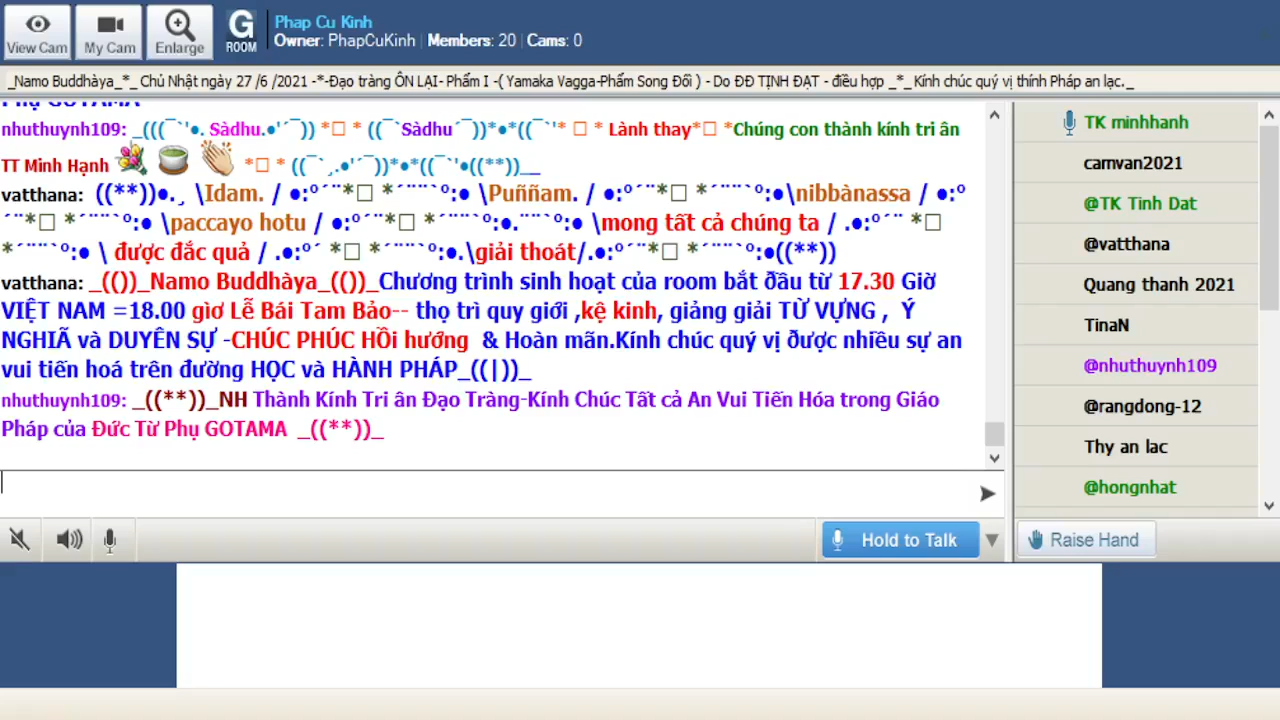 View Cam
My Cam
Enlarge
G
ROOM
Phap Cu Kinh
Owner: PhapCuKinh | Members: 20 | Cams: 0
_Namo Buddhàya_*_ Chủ Nhật ngày 27 /6 /2021 -*-Đạo tràng ÔN LẠI- Phẩm I -( Yamaka Vagga-Phẩm Song Đối ) - Do ĐĐ TỊNH ĐẠT - điều hợp _*_ Kính chúc quý vị thính Pháp an lạc._
Phụ GOTAMA
nhuthuynh109: _(((¯`'•. Sàdhu.•'´¯)) *□ * ((¯`Sàdhu´¯))*•*((¯`'* □ * Lành thay*□ *Chúng con thành kính tri ân
TT Minh Hạnh *□ * ((¯`¸.•'´¯))*•*((¯`'•((**))__
vatthana: ((**))•.¸ \Idam. / •:º´¨*□ *´¨¨`º:• \Puññam. / •:º´¨*□ *´¨¨`º:•\nibbànassa / •:º
´¨*□ *´¨¨`º:• \paccayo hotu / •:º´¨*□ *´¨¨`º:•.¨¨`º:• \mong tất cả chúng ta / .•:º´¨ *□
*´¨¨`º:• \ được đắc quả / .•:º´ *□ *´¨¨`º:•.\giải thoát/.•:º´¨*□ *´¨¨`º:•((**))
vatthana: _(())_Namo Buddhàya_(())_Chương trình sinh hoạt của room bắt đầu từ 17.30 Giờ
VIỆT NAM =18.00 giơ Lễ Bái Tam Bảo-- thọ trì quy giới ,kệ kinh, giảng giải TỪ VỰNG , Ý
NGHIÃ và DUYÊN SỰ -CHÚC PHÚC HỒi hướng & Hoàn mãn.Kính chúc quý vị được nhiều sự an
vui tiến hoá trên đường HỌC và HÀNH PHÁP_((|))_
nhuthuynh109: _((**))_NH Thành Kính Tri ân Đạo Tràng-Kính Chúc Tất cả An Vui Tiến Hóa trong Giáo
Pháp của Đức Từ Phụ GOTAMA _((**))_
TK minhhanh
camvan2021
@TK Tinh Dat
@vatthana
Quang thanh 2021
TinaN
@nhuthuynh109
@rangdong-12
Thy an lac
@hongnhat
Hold to Talk
Raise Hand